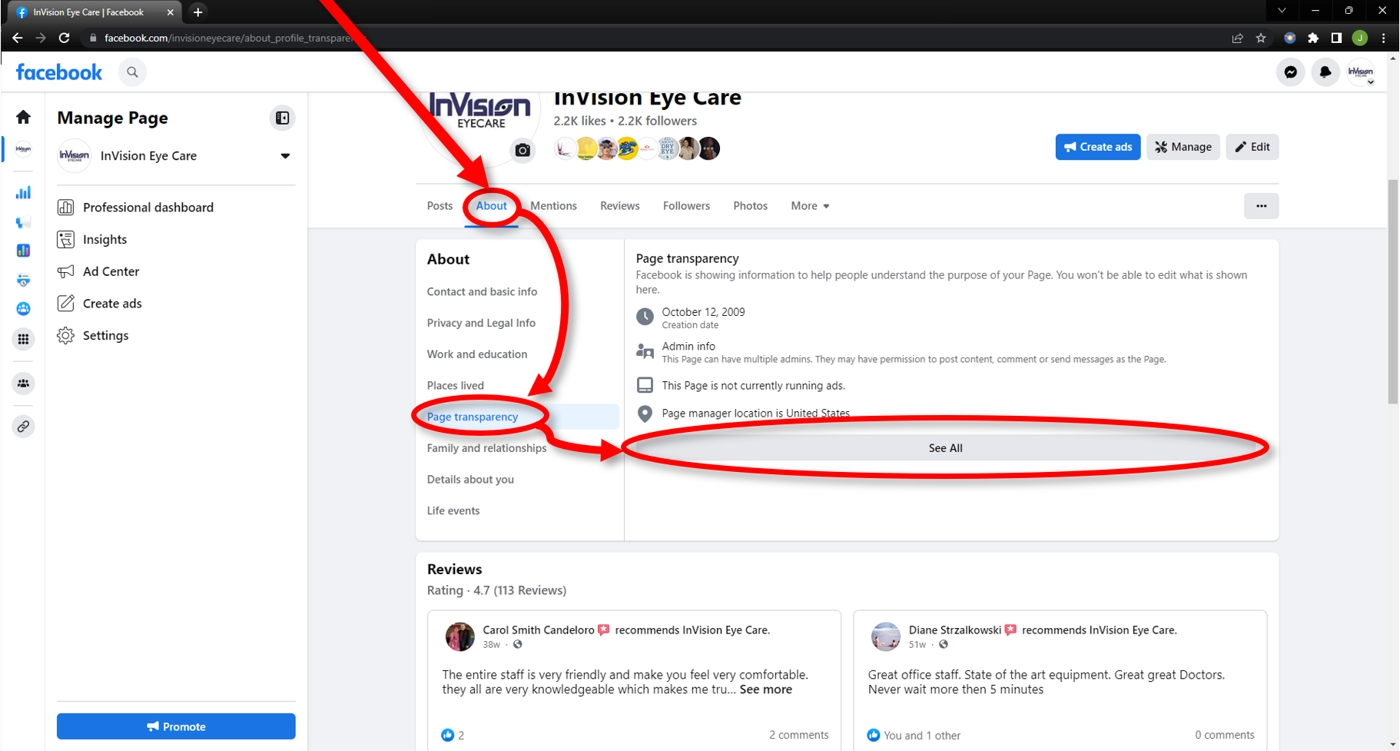 InVision Eye Care | Facebook
facebook.com/invisioneyecare/about_profile_transpare
facebook
InVision
Manage Page
InVision
EYECARE
InVision Eye Care
2.2K likes • 2.2K followers
InVision Eye Care
Create ads
Manage
Edit
Professional dashboard
Insights
Ad Center
Create ads
Settings
Promote
Posts
About
Mentions
Reviews
Followers
Photos
More
About
Contact and basic info
Privacy and Legal Info
Work and education
Places lived
Page transparency
Family and relationships
Details about you
Life events
Page transparency
Facebook is showing information to help people understand the purpose of your Page. You won't be able to edit what is shown
here.
October 12, 2009
Creation date
Admin info
This Page can have multiple admins. They may have permission to post content, comment or send messages as the Page.
This Page is not currently running ads.
Page manager location is United States
See All
Reviews
Rating · 4.7 (113 Reviews)
Carol Smith Candeloro recommends InVision Eye Care.
38w ·
The entire staff is very friendly and make you feel very comfortable.
they all are very knowledgeable which makes me tru... See more
2
2 comments
Diane Strzalkowski recommends InVision Eye Care.
51w ·
Great office staff. State of the art equipment. Great great Doctors.
Never wait more then 5 minutes
You and 1 other
0 comments